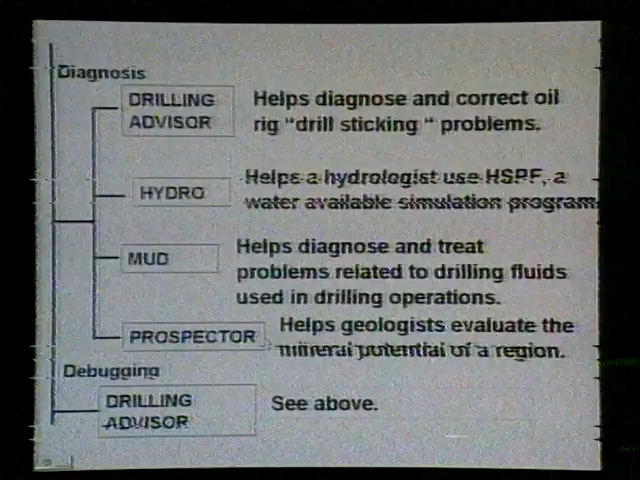 Diagnosis
DRILLING
ADVISOR
Helps diagnose and correct oil
rig "drill sticking " problems.
HYDRO
Helps a hydrologist use HSPF, a
water available simulation program
MUD
Helps diagnose and treat
problems related to drilling fluids
used in drilling operations.
PROSPECTOR
Helps geologists evaluate the
mineral potential of a region.
Debugging
DRILLING
ADVISOR
See above.